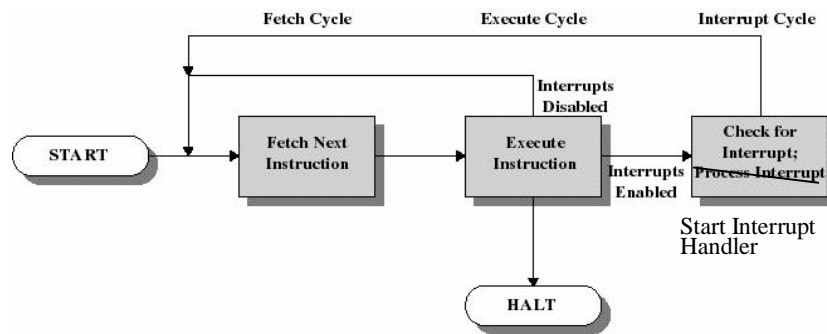 Fetch Cycle
Execute Cycle
Interrupt Cycle
Interrupts
Disabled
START
Fetch Next
Instruction
Execute
Instruction
Interrupts
Enabled
Check for
Interrupt;
Process Interrupt
Start Interrupt
Handler
HALT